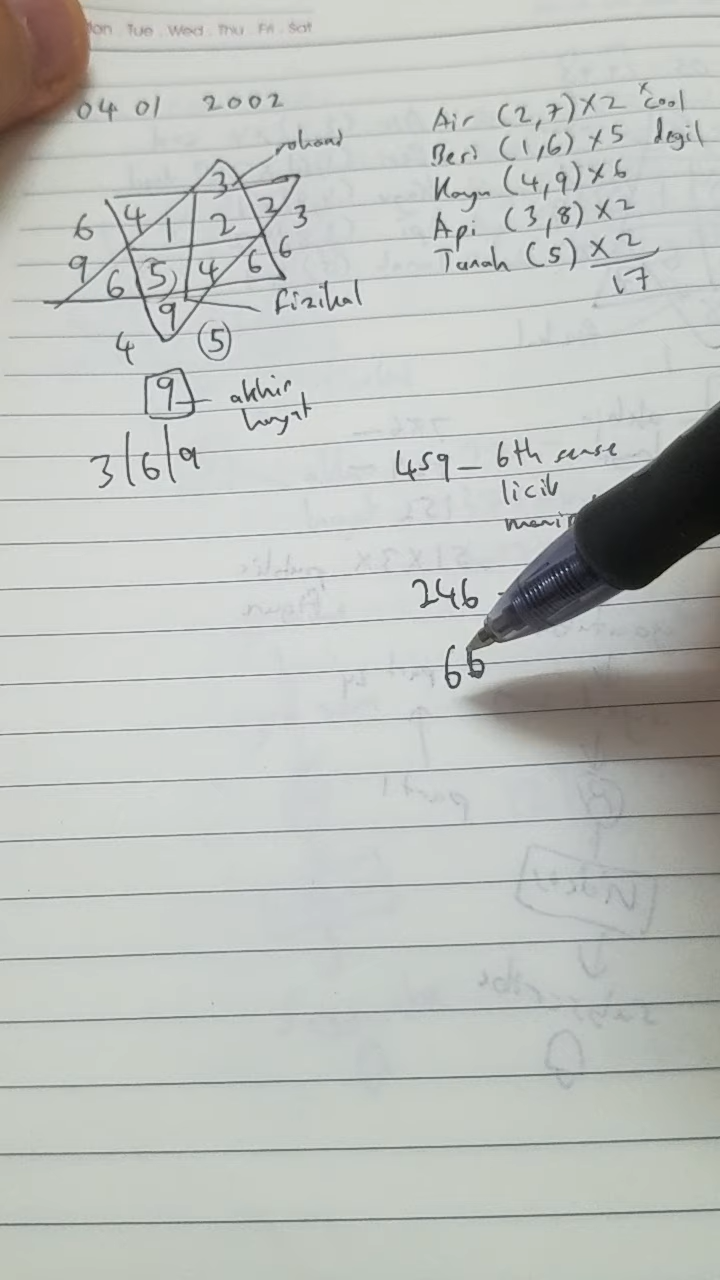 Mon Tue Wed Thu Fri Sat
04 01 2002
rohani
3
6 4 1 2 2 3
9 6 5 4 6 6
9 fizikal
4 5
9 akhir
hayat
3/6/9
Air (2,7) x2 x cool
Besi (1,6) x5 degil
Kayu (4,9) x6
Api (3,8) x2
Tanah (5) x2
17
459 - 6th sense
licik
246 -
66